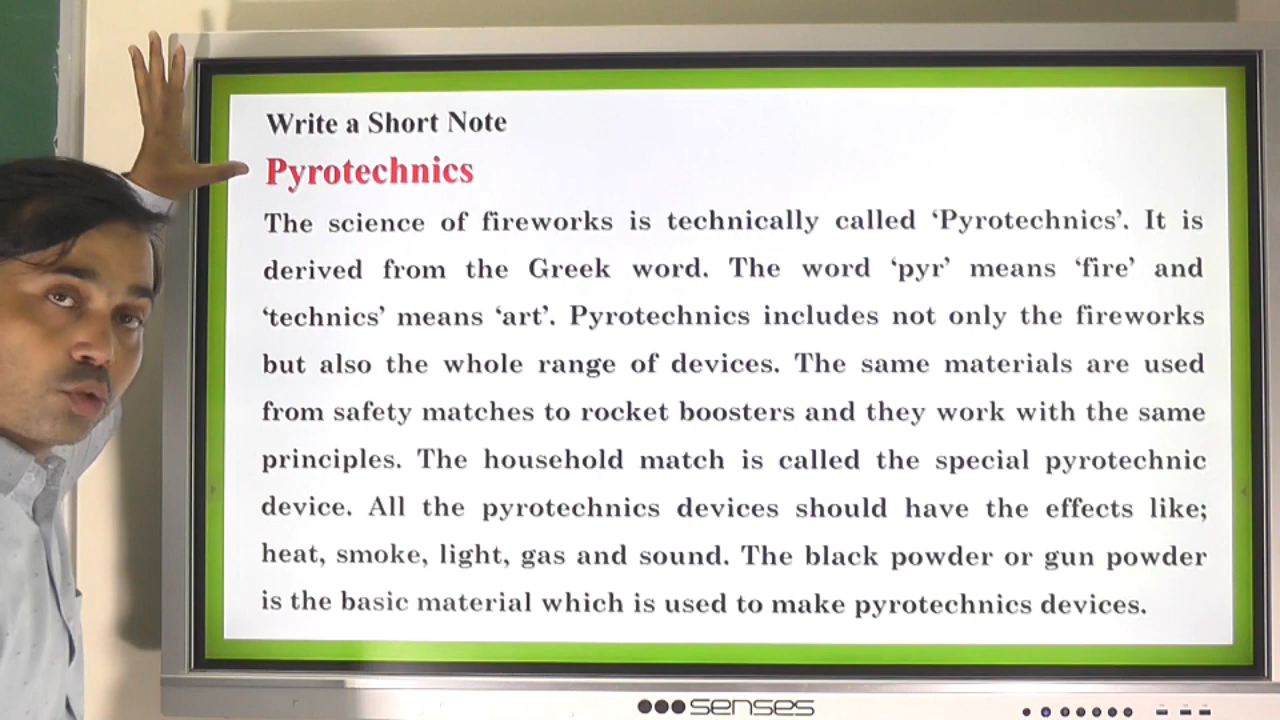 Write a Short Note
Pyrotechnics
The science of fireworks is technically called ‘Pyrotechnics’. It is
derived from the Greek word. The word ‘pyr’ means ‘fire’ and
‘technics’ means ‘art’. Pyrotechnics includes not only the fireworks
but also the whole range of devices. The same materials are used
from safety matches to rocket boosters and they work with the same
principles. The household match is called the special pyrotechnic
device. All the pyrotechnics devices should have the effects like;
heat, smoke, light, gas and sound. The black powder or gun powder
is the basic material which is used to make pyrotechnics devices.
senses